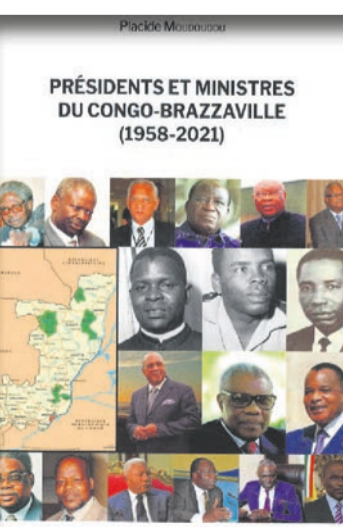 Placide MOUDOUDOU
PRÉSIDENTS ET MINISTRES
DU CONGO-BRAZZAVILLE
(1958-2021)